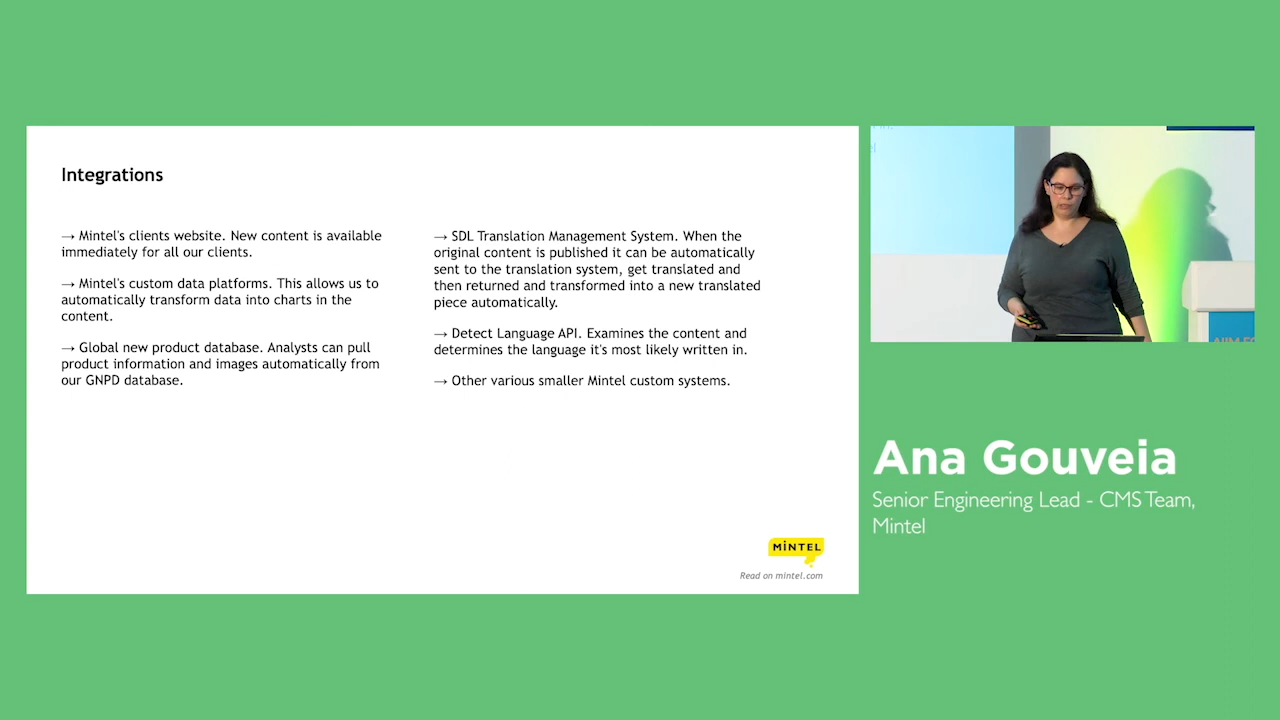 Integrations
→ Mintel's clients website. New content is available
immediately for all our clients.
→ Mintel's custom data platforms. This allows us to
automatically transform data into charts in the
content.
→ Global new product database. Analysts can pull
product information and images automatically from
our GNPD database.
→ SDL Translation Management System. When the
original content is published it can be automatically
sent to the translation system, get translated and
then returned and transformed into a new translated
piece automatically.
→ Detect Language API. Examines the content and
determines the language it's most likely written in.
→ Other various smaller Mintel custom systems.
MiNTEL
Read on mintel.com
Ana Gouveia
Senior Engineering Lead - CMS Team,
Mintel